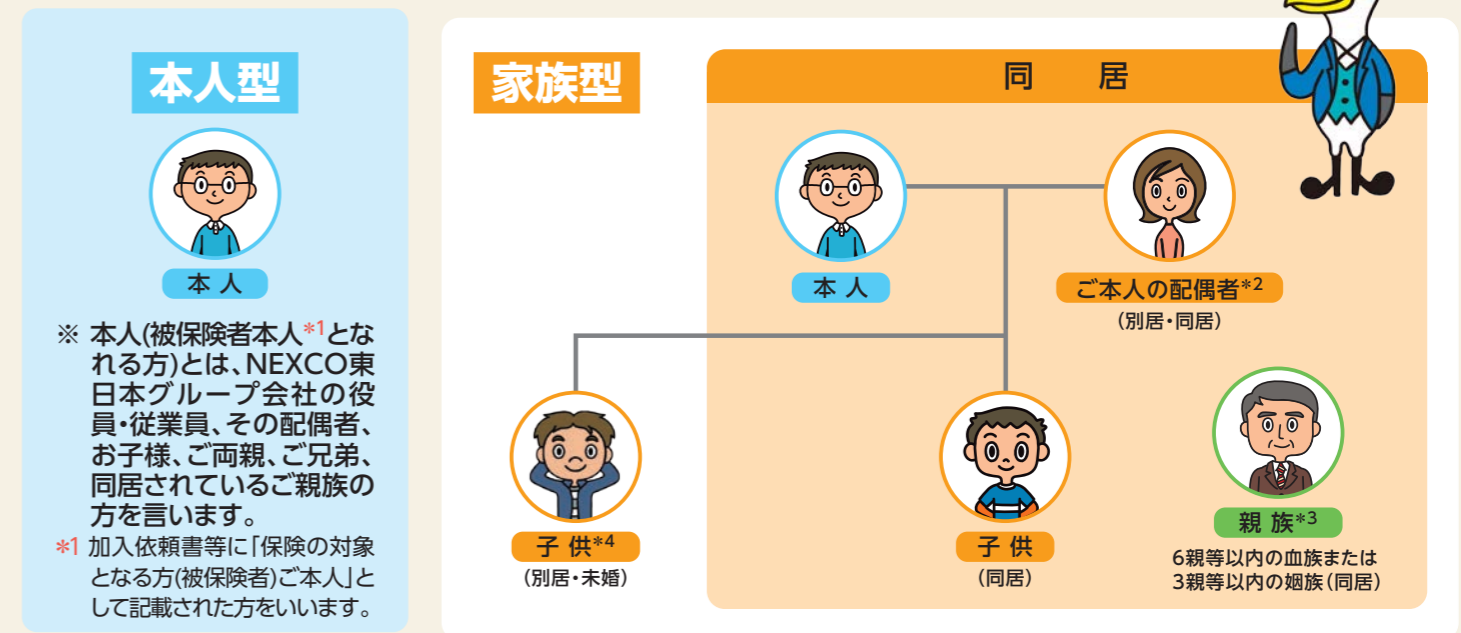 本人型
本 人
※ 本人(被保険者本人*1とな
れる方)とは、NEXCO東
日本グループ会社の役
員・従業員、その配偶者、
お子様、ご両親、ご兄弟、
同居されているご親族の
方を言います。
*1 加入依頼書等に「保険の対象
となる方(被保険者)ご本人」と
して記載された方をいいます。
家族型
同 居
本 人
ご本人の配偶者*2
(別居・同居)
子 供*4
(別居・未婚)
子 供
(同居)
親 族*3
6親等以内の血族または
3親等以内の姻族(同居)